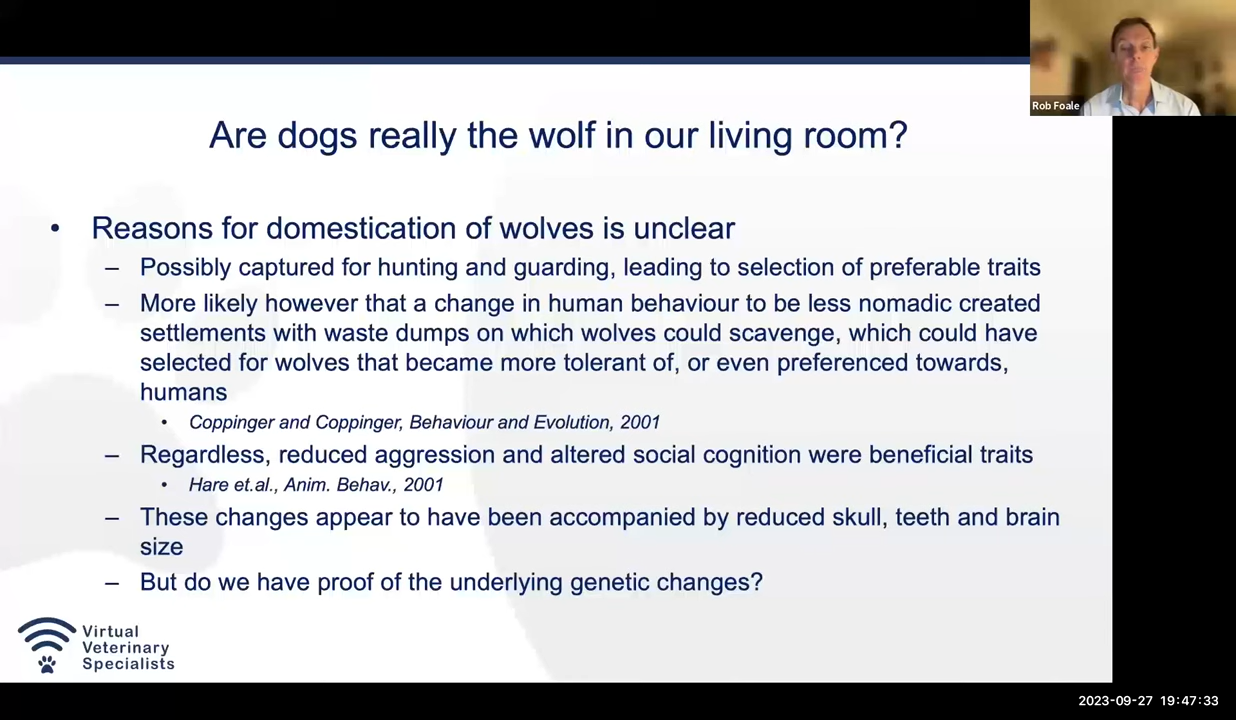 Rob Foale
Are dogs really the wolf in our living room?
• Reasons for domestication of wolves is unclear
– Possibly captured for hunting and guarding, leading to selection of preferable traits
– More likely however that a change in human behaviour to be less nomadic created
settlements with waste dumps on which wolves could scavenge, which could have
selected for wolves that became more tolerant of, or even preferenced towards,
humans
• Coppinger and Coppinger, Behaviour and Evolution, 2001
– Regardless, reduced aggression and altered social cognition were beneficial traits
• Hare et.al., Anim. Behav., 2001
– These changes appear to have been accompanied by reduced skull, teeth and brain
size
– But do we have proof of the underlying genetic changes?
Virtual
Veterinary
Specialists
2023-09-27 19:47:33